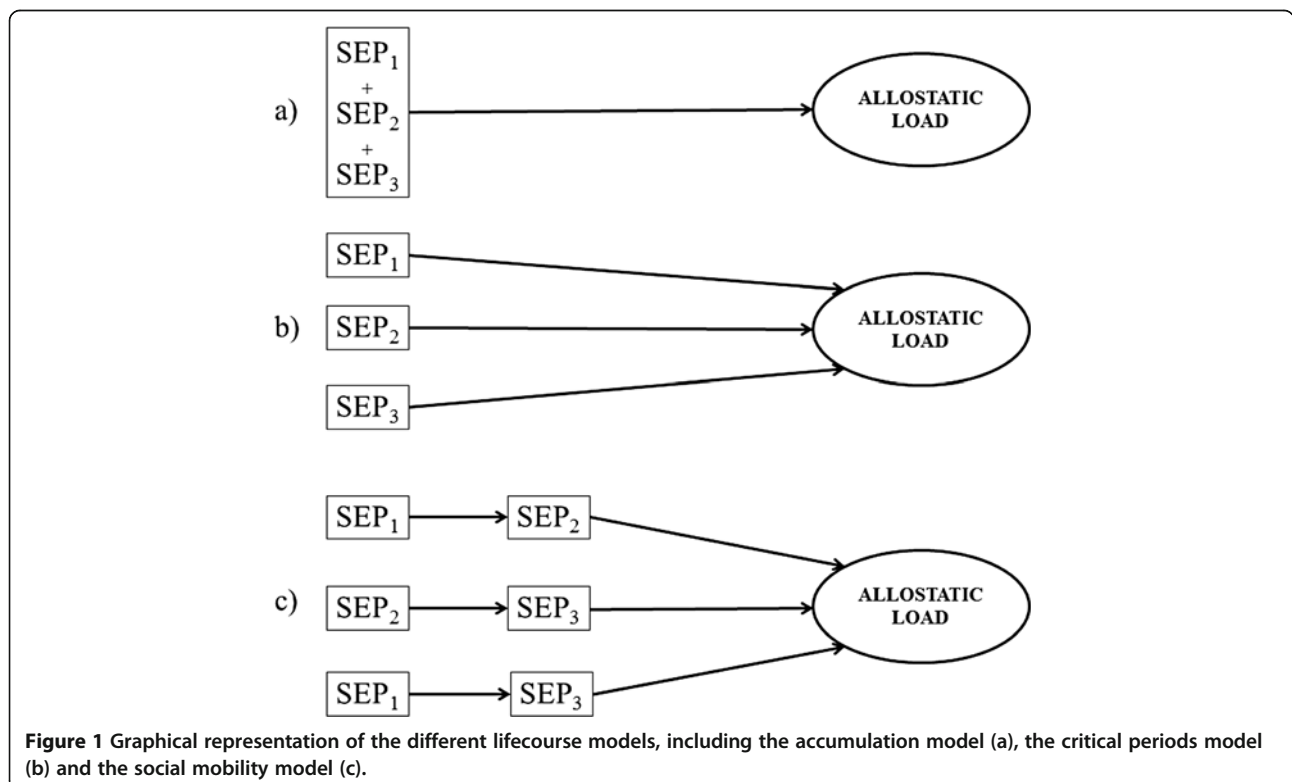 a)
SEP₁
+
SEP₂
+
SEP₃
ALLOSTATIC
LOAD
b)
SEP₁
SEP₂
SEP₃
ALLOSTATIC
LOAD
c)
SEP₁
SEP₂
SEP₂
SEP₃
SEP₁
SEP₃
ALLOSTATIC
LOAD
Figure 1 Graphical representation of the different lifecourse models, including the accumulation model (a), the critical periods model
(b) and the social mobility model (c).